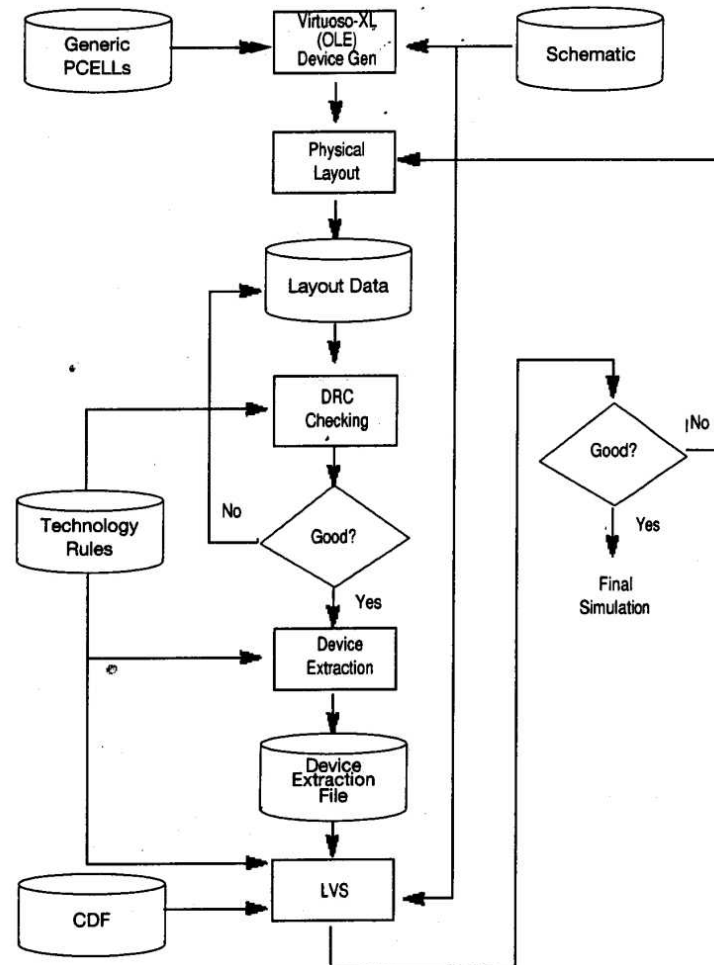 Generic
PCELLs
Virtuoso-XL
(OLE)
Device Gen
Schematic
Physical
Layout
Layout Data
DRC
Checking
No
Good?
Technology
Rules
No
Good?
Yes
Yes
Final
Simulation
Device
Extraction
Device
Extraction
File
LVS
CDF